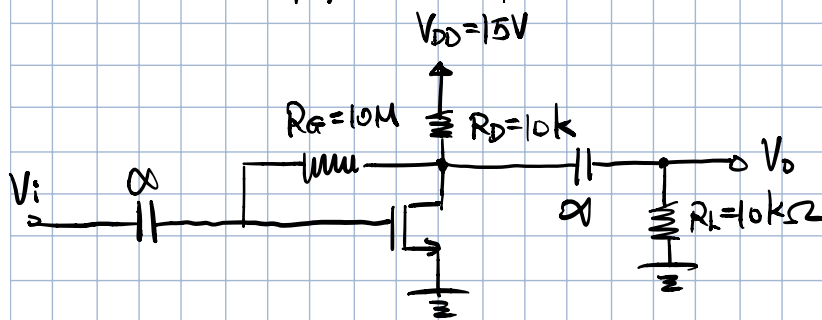 V_DD=15V
R_G=10M
R_D=10k
V_i
∞
∞
V_o
R_L=10kΩ